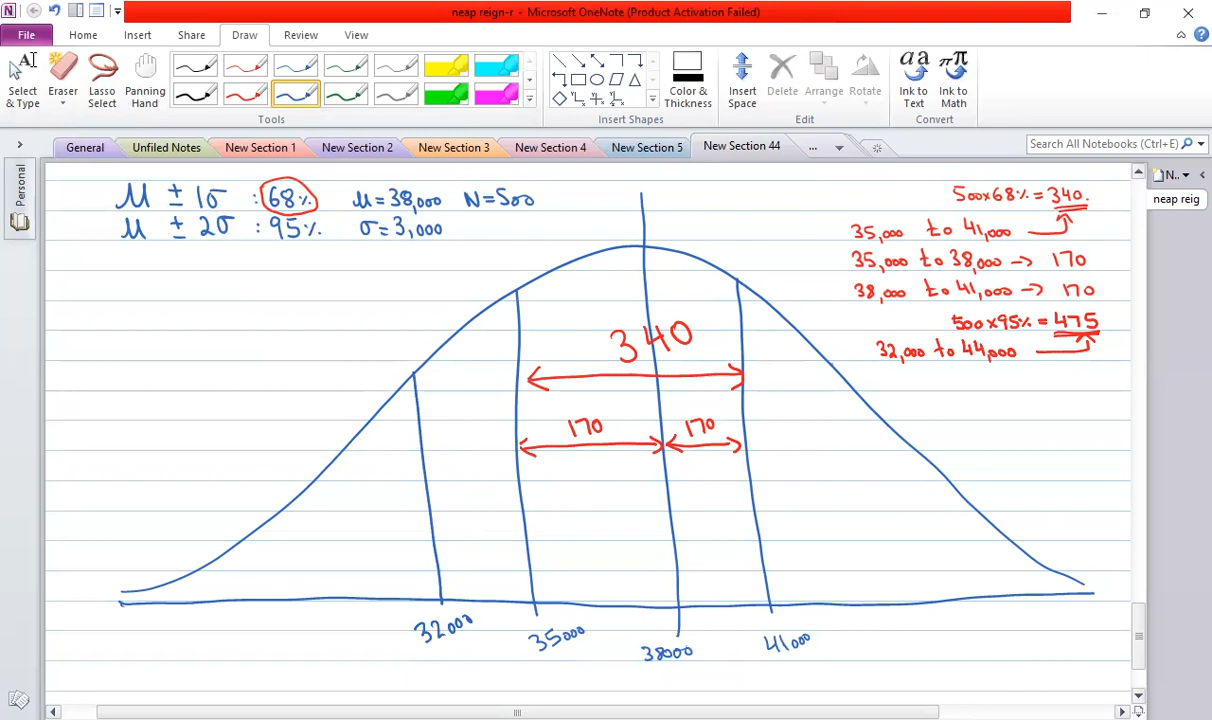 neap reign-r - Microsoft OneNote (Product Activation Failed)
File Home Insert Share Draw Review View
Select & Type
Eraser
Lasso Select
Panning Hand
Color & Thickness
Insert Space
Delete
Arrange
Rotate
Ink to Text
Ink to Math
Tools
Insert Shapes
Edit
Convert
General Unfiled Notes New Section 1 New Section 2 New Section 3 New Section 4 New Section 5 New Section 44 ...
Search All Notebooks (Ctrl+E)
Personal
N..
neap reig
μ ± 1σ : 68% μ = 38,000 N = 500
μ ± 2σ : 95% σ = 3,000
500x68% = 340.
35,000 to 41,000 →
35,000 to 38,000 → 170
38,000 to 41,000 → 170
500x95% = 475
32,000 to 44,000 →
340
170 170
32000 35000 38000 41000